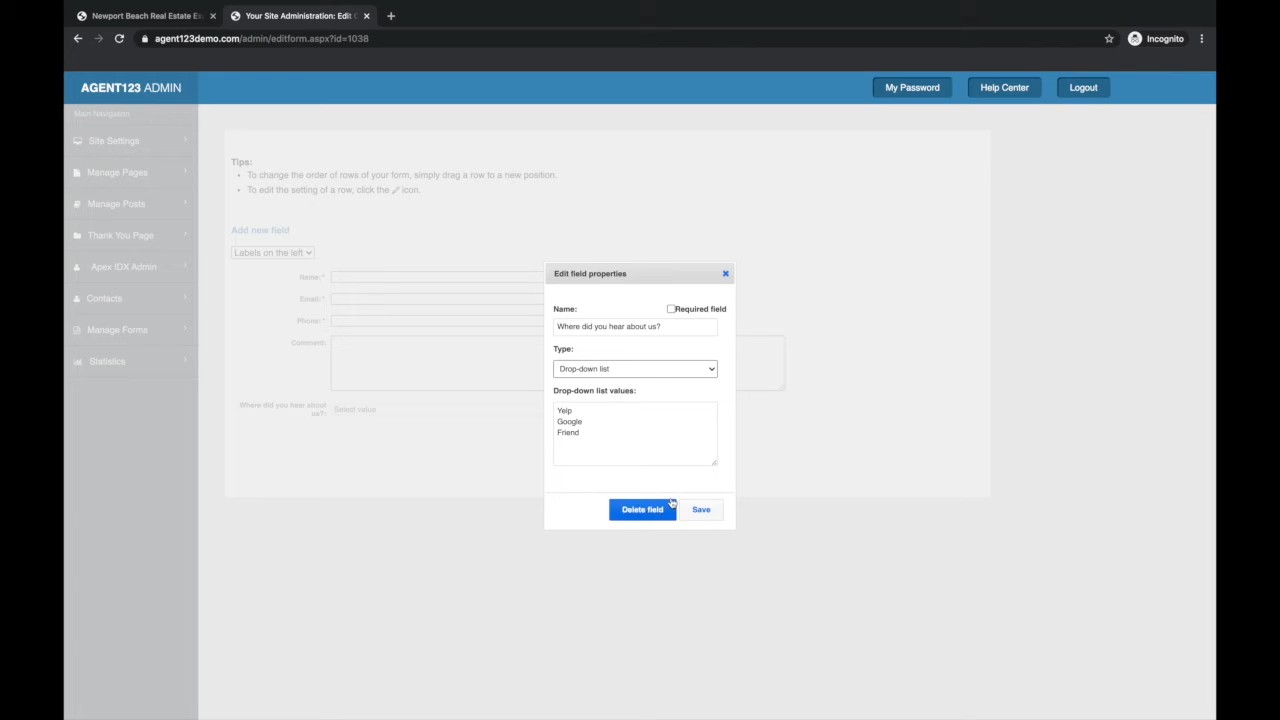 Newport Beach Real Estate Ex
Your Site Administration: Edit C
agent123demo.com/admin/editform.aspx?id=1038
Incognito
AGENT123 ADMIN
My Password
Help Center
Logout
Main Navigation
Site Settings
Manage Pages
Manage Posts
Thank You Page
Apex IDX Admin
Contacts
Manage Forms
Statistics
Tips:
To change the order of rows of your form, simply drag a row to a new position.
To edit the setting of a row, click the icon.
Add new field
Labels on the left
Name:*
Email:*
Phone:*
Comment:
Where did you hear about
us?:
Select value
Edit field properties
Name:
Required field
Where did you hear about us?
Type:
Drop-down list
Drop-down list values:
Yelp
Google
Friend
Delete field
Save